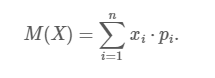 M(X) = \sum_{i=1}^{n} x_i \cdot p_i.